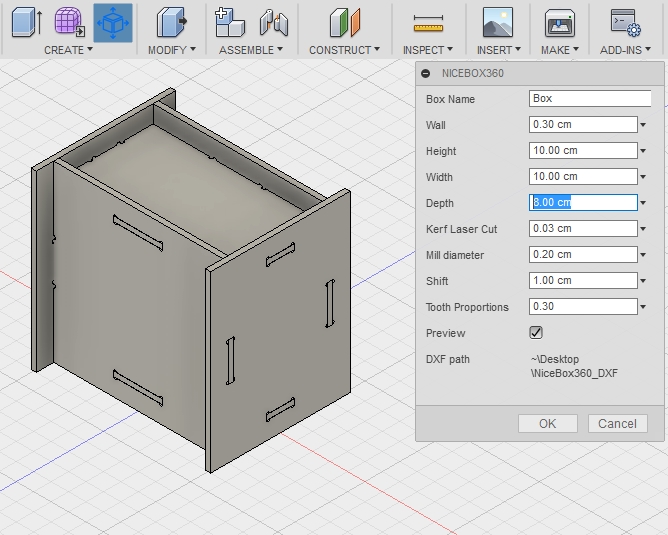 CREATE MODIFY ASSEMBLE CONSTRUCT INSPECT INSERT MAKE ADD-INS
NICEBOX360
Box Name Box
Wall 0.30 cm
Height 10.00 cm
Width 10.00 cm
Depth 8.00 cm
Kerf Laser Cut 0.03 cm
Mill diameter 0.20 cm
Shift 1.00 cm
Tooth Proportions 0.30
Preview
DXF path ~\Desktop
\NiceBox360_DXF
OK Cancel